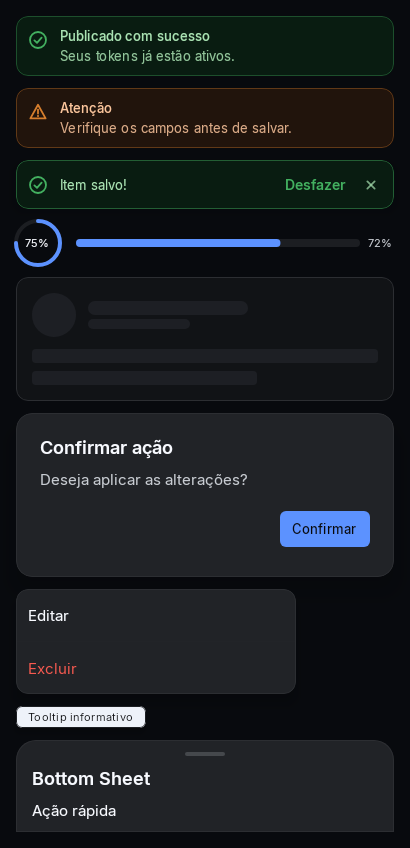 Publicado com sucesso
Seus tokens já estão ativos.
Atenção
Verifique os campos antes de salvar.
Item salvo! Desfazer ✕
75% 72%
Confirmar ação
Deseja aplicar as alterações?
Confirmar
Editar
Excluir
Tooltip informativo
Bottom Sheet
Ação rápida